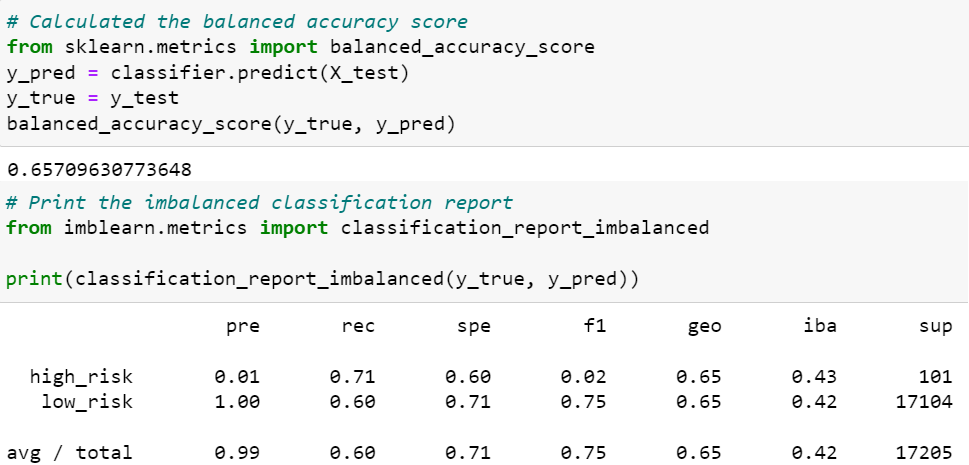 # Calculated the balanced accuracy score
from sklearn.metrics import balanced_accuracy_score
y_pred = classifier.predict(X_test)
y_true = y_test
balanced_accuracy_score(y_true, y_pred)
0.65709630773648
# Print the imbalanced classification report
from imblearn.metrics import classification_report_imbalanced
print(classification_report_imbalanced(y_true, y_pred))
pre rec spe f1 geo iba sup
high_risk 0.01 0.71 0.60 0.02 0.65 0.43 101
low_risk 1.00 0.60 0.71 0.75 0.65 0.42 17104
avg / total 0.99 0.60 0.71 0.75 0.65 0.42 17205